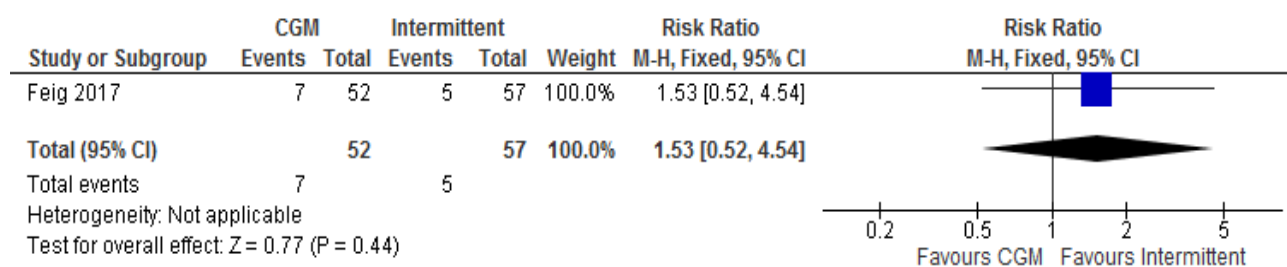 CGM Intermittent Risk Ratio Risk Ratio
Study or Subgroup Events Total Events Total Weight M-H, Fixed, 95% CI M-H, Fixed, 95% CI
Feig 2017 7 52 5 57 100.0% 1.53 [0.52, 4.54]
Total (95% CI) 52 57 100.0% 1.53 [0.52, 4.54]
Total events 7 5
Heterogeneity: Not applicable
Test for overall effect: Z = 0.77 (P = 0.44)
0.2 0.5 1 2 5
Favours CGM Favours Intermittent